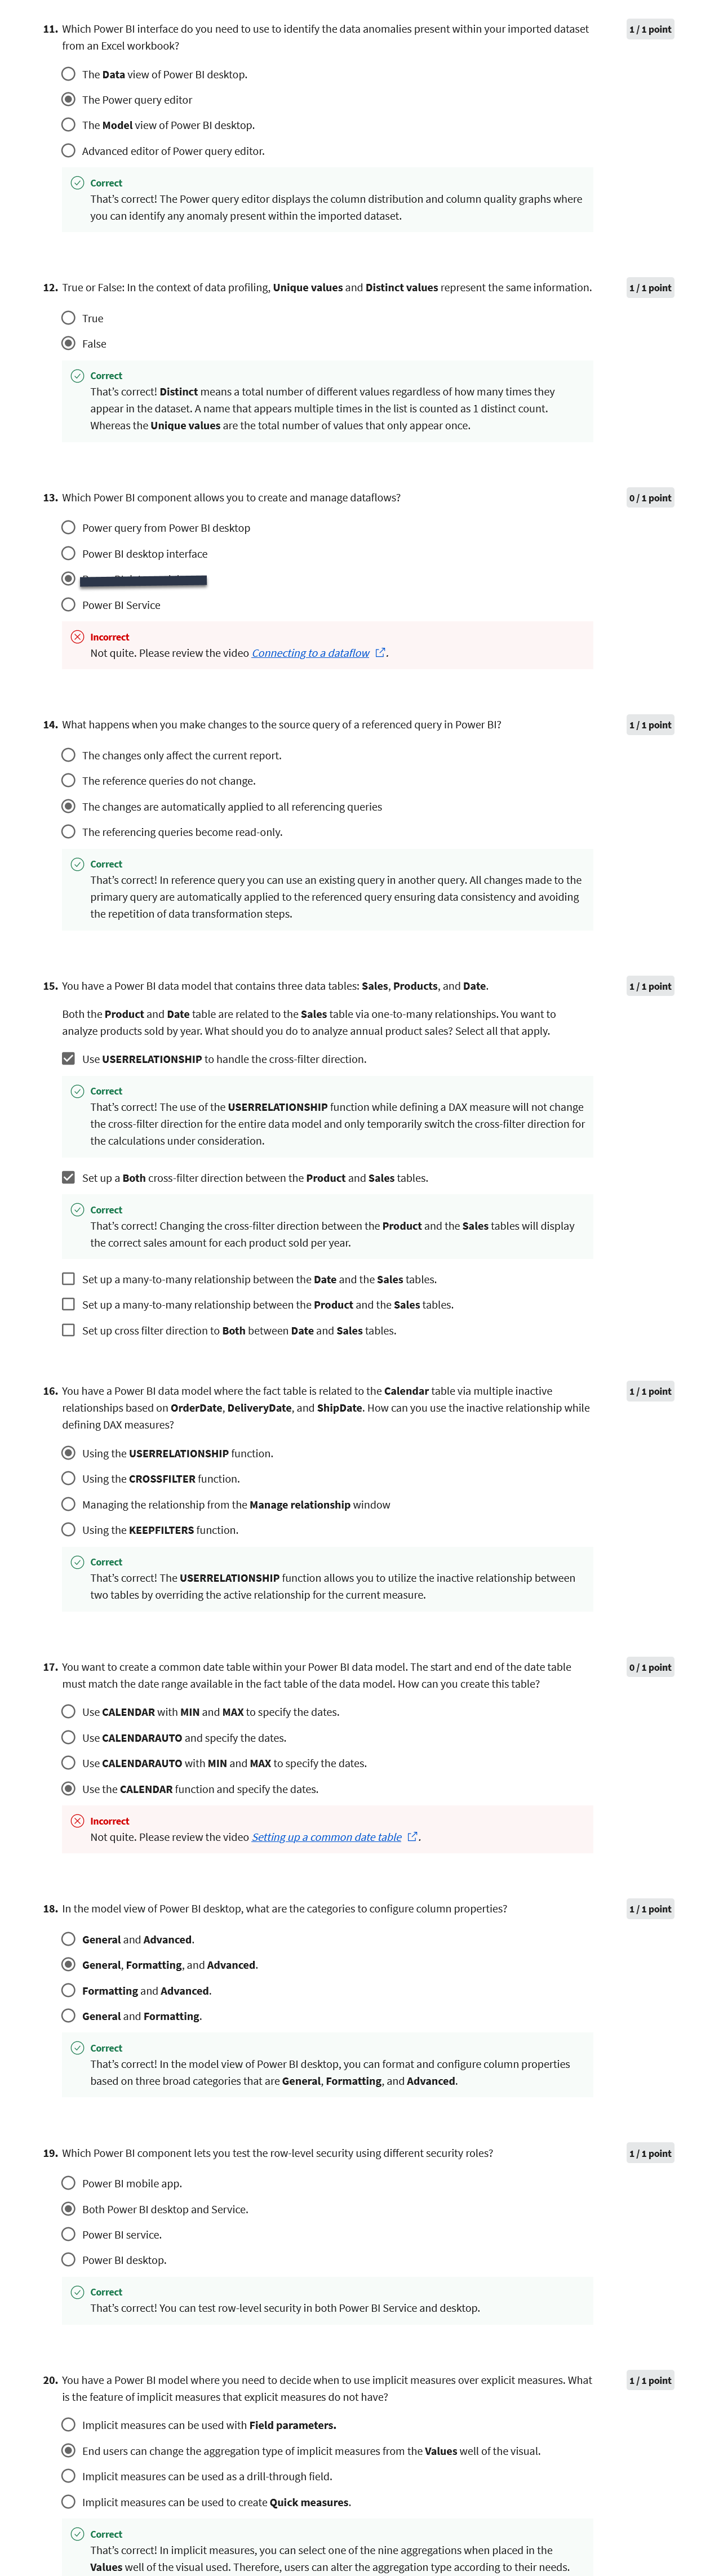 11. Which Power BI interface do you need to use to identify the data anomalies present within your imported dataset
from an Excel workbook?
1 / 1 point
The Data view of Power BI desktop.
The Power query editor
The Model view of Power BI desktop.
Advanced editor of Power query editor.
Correct
That's correct! The Power query editor displays the column distribution and column quality graphs where
you can identify any anomaly present within the imported dataset.
12. True or False: In the context of data profiling, Unique values and Distinct values represent the same information.
1 / 1 point
True
False
Correct
That's correct! Distinct means a total number of different values regardless of how many times they
appear in the dataset. A name that appears multiple times in the list is counted as 1 distinct count.
Whereas the Unique values are the total number of values that only appear once.
13. Which Power BI component allows you to create and manage dataflows?
0 / 1 point
Power query from Power BI desktop
Power BI desktop interface
Power BI Service
Incorrect
Not quite. Please review the video Connecting to a dataflow .
14. What happens when you make changes to the source query of a referenced query in Power BI?
1 / 1 point
The changes only affect the current report.
The reference queries do not change.
The changes are automatically applied to all referencing queries
The referencing queries become read-only.
Correct
That's correct! In reference query you can use an existing query in another query. All changes made to the
primary query are automatically applied to the referenced query ensuring data consistency and avoiding
the repetition of data transformation steps.
15. You have a Power BI data model that contains three data tables: Sales, Products, and Date.
1 / 1 point
Both the Product and Date table are related to the Sales table via one-to-many relationships. You want to
analyze products sold by year. What should you do to analyze annual product sales? Select all that apply.
Use USERRELATIONSHIP to handle the cross-filter direction.
Correct
That's correct! The use of the USERRELATIONSHIP function while defining a DAX measure will not change
the cross-filter direction for the entire data model and only temporarily switch the cross-filter direction for
the calculations under consideration.
Set up a Both cross-filter direction between the Product and Sales tables.
Correct
That's correct! Changing the cross-filter direction between the Product and the Sales tables will display
the correct sales amount for each product sold per year.
Set up a many-to-many relationship between the Date and the Sales tables.
Set up a many-to-many relationship between the Product and the Sales tables.
Set up cross filter direction to Both between Date and Sales tables.
16. You have a Power BI data model where the fact table is related to the Calendar table via multiple inactive
relationships based on OrderDate, DeliveryDate, and ShipDate. How can you use the inactive relationship while
defining DAX measures?
1 / 1 point
Using the USERRELATIONSHIP function.
Using the CROSSFILTER function.
Managing the relationship from the Manage relationship window
Using the KEEPFILTERS function.
Correct
That's correct! The USERRELATIONSHIP function allows you to utilize the inactive relationship between
two tables by overriding the active relationship for the current measure.
17. You want to create a common date table within your Power BI data model. The start and end of the date table
must match the date range available in the fact table of the data model. How can you create this table?
0 / 1 point
Use CALENDAR with MIN and MAX to specify the dates.
Use CALENDARAUTO and specify the dates.
Use CALENDARAUTO with MIN and MAX to specify the dates.
Use the CALENDAR function and specify the dates.
Incorrect
Not quite. Please review the video Setting up a common date table .
18. In the model view of Power BI desktop, what are the categories to configure column properties?
1 / 1 point
General and Advanced.
General, Formatting, and Advanced.
Formatting and Advanced.
General and Formatting.
Correct
That's correct! In the model view of Power BI desktop, you can format and configure column properties
based on three broad categories that are General, Formatting, and Advanced.
19. Which Power BI component lets you test the row-level security using different security roles?
1 / 1 point
Power BI mobile app.
Both Power BI desktop and Service.
Power BI service.
Power BI desktop.
Correct
That's correct! You can test row-level security in both Power BI Service and desktop.
20. You have a Power BI model where you need to decide when to use implicit measures over explicit measures. What
is the feature of implicit measures that explicit measures do not have?
1 / 1 point
Implicit measures can be used with Field parameters.
End users can change the aggregation type of implicit measures from the Values well of the visual.
Implicit measures can be used as a drill-through field.
Implicit measures can be used to create Quick measures.
Correct
That's correct! In implicit measures, you can select one of the nine aggregations when placed in the
Values well of the visual used. Therefore, users can alter the aggregation type according to their needs.